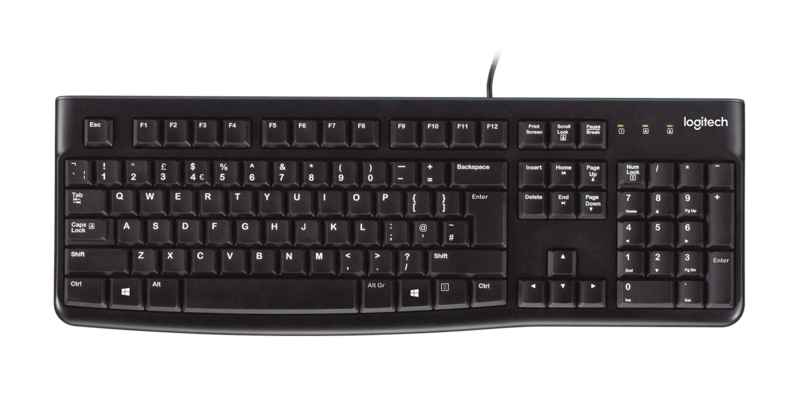 logitech
Esc F1 F2 F3 F4 F5 F6 F7 F8 F9 F10 F11 F12 Print Screen Scroll Lock Pause Break 1 A
! 1 " 2 £ 3 $ 4 € % 5 ^ 6 & 7 * 8 ( 9 ) 0 — - + = Backspace Insert Home Page Up Num Lock / * -
Tab Q W E R T Y U I O P { [ } ] Enter Delete End Page Down 7 Home 8 9 Pg Up +
Caps Lock A A S D F G H J K L : ; @ ' ~ # 4 5 6
Shift Z X C V B N M < , > . ? / Shift 1 End 2 3 Pg Dn Enter
Ctrl Alt Alt Gr Ctrl 0 Ins . Del